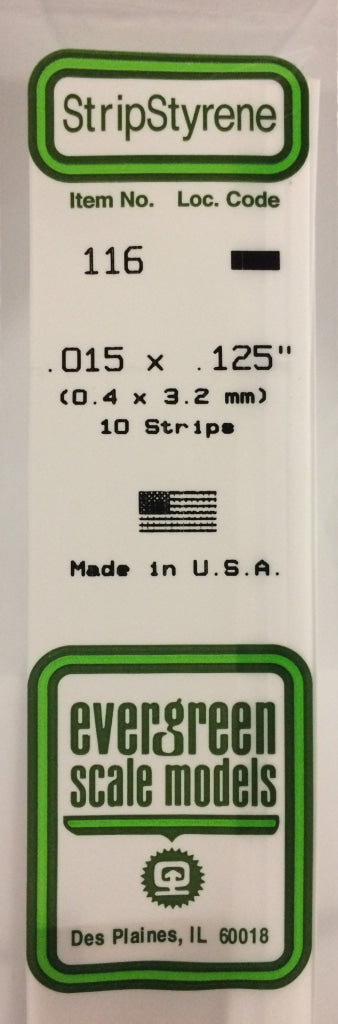 StripStyrene
Item No. Loc. Code
116
.015 x .125"
(0.4 x 3.2 mm)
10 Strips
Made in U.S.A.
evergreen
scale models
Des Plaines, IL 60018